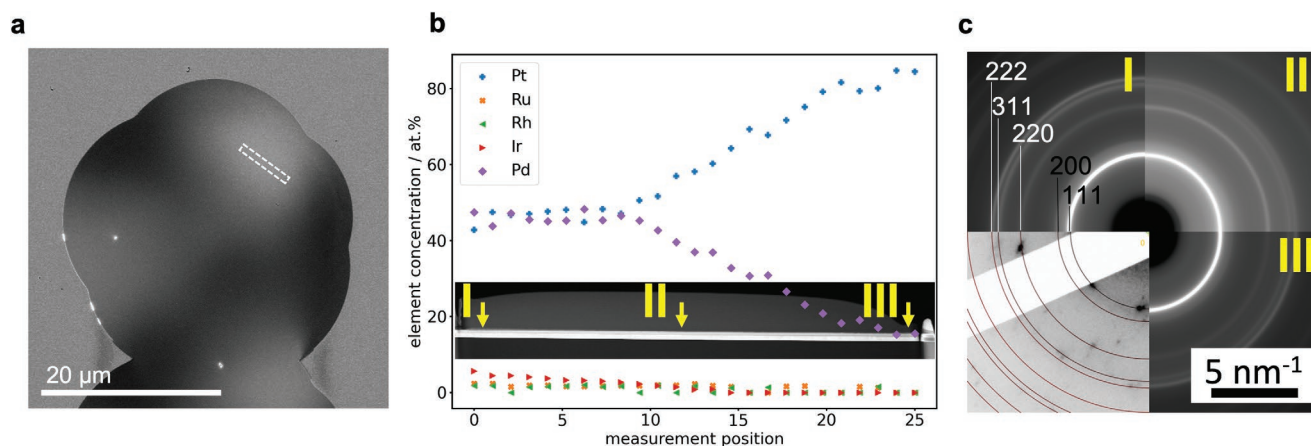 a
20 µm
b
element concentration / at.%
80
60
40
20
0
Pt
Ru
Rh
Ir
Pd
I
II
III
0
5
10
15
20
25
measurement position
c
I
II
222
311
220
200
111
0
III
5 nm⁻¹